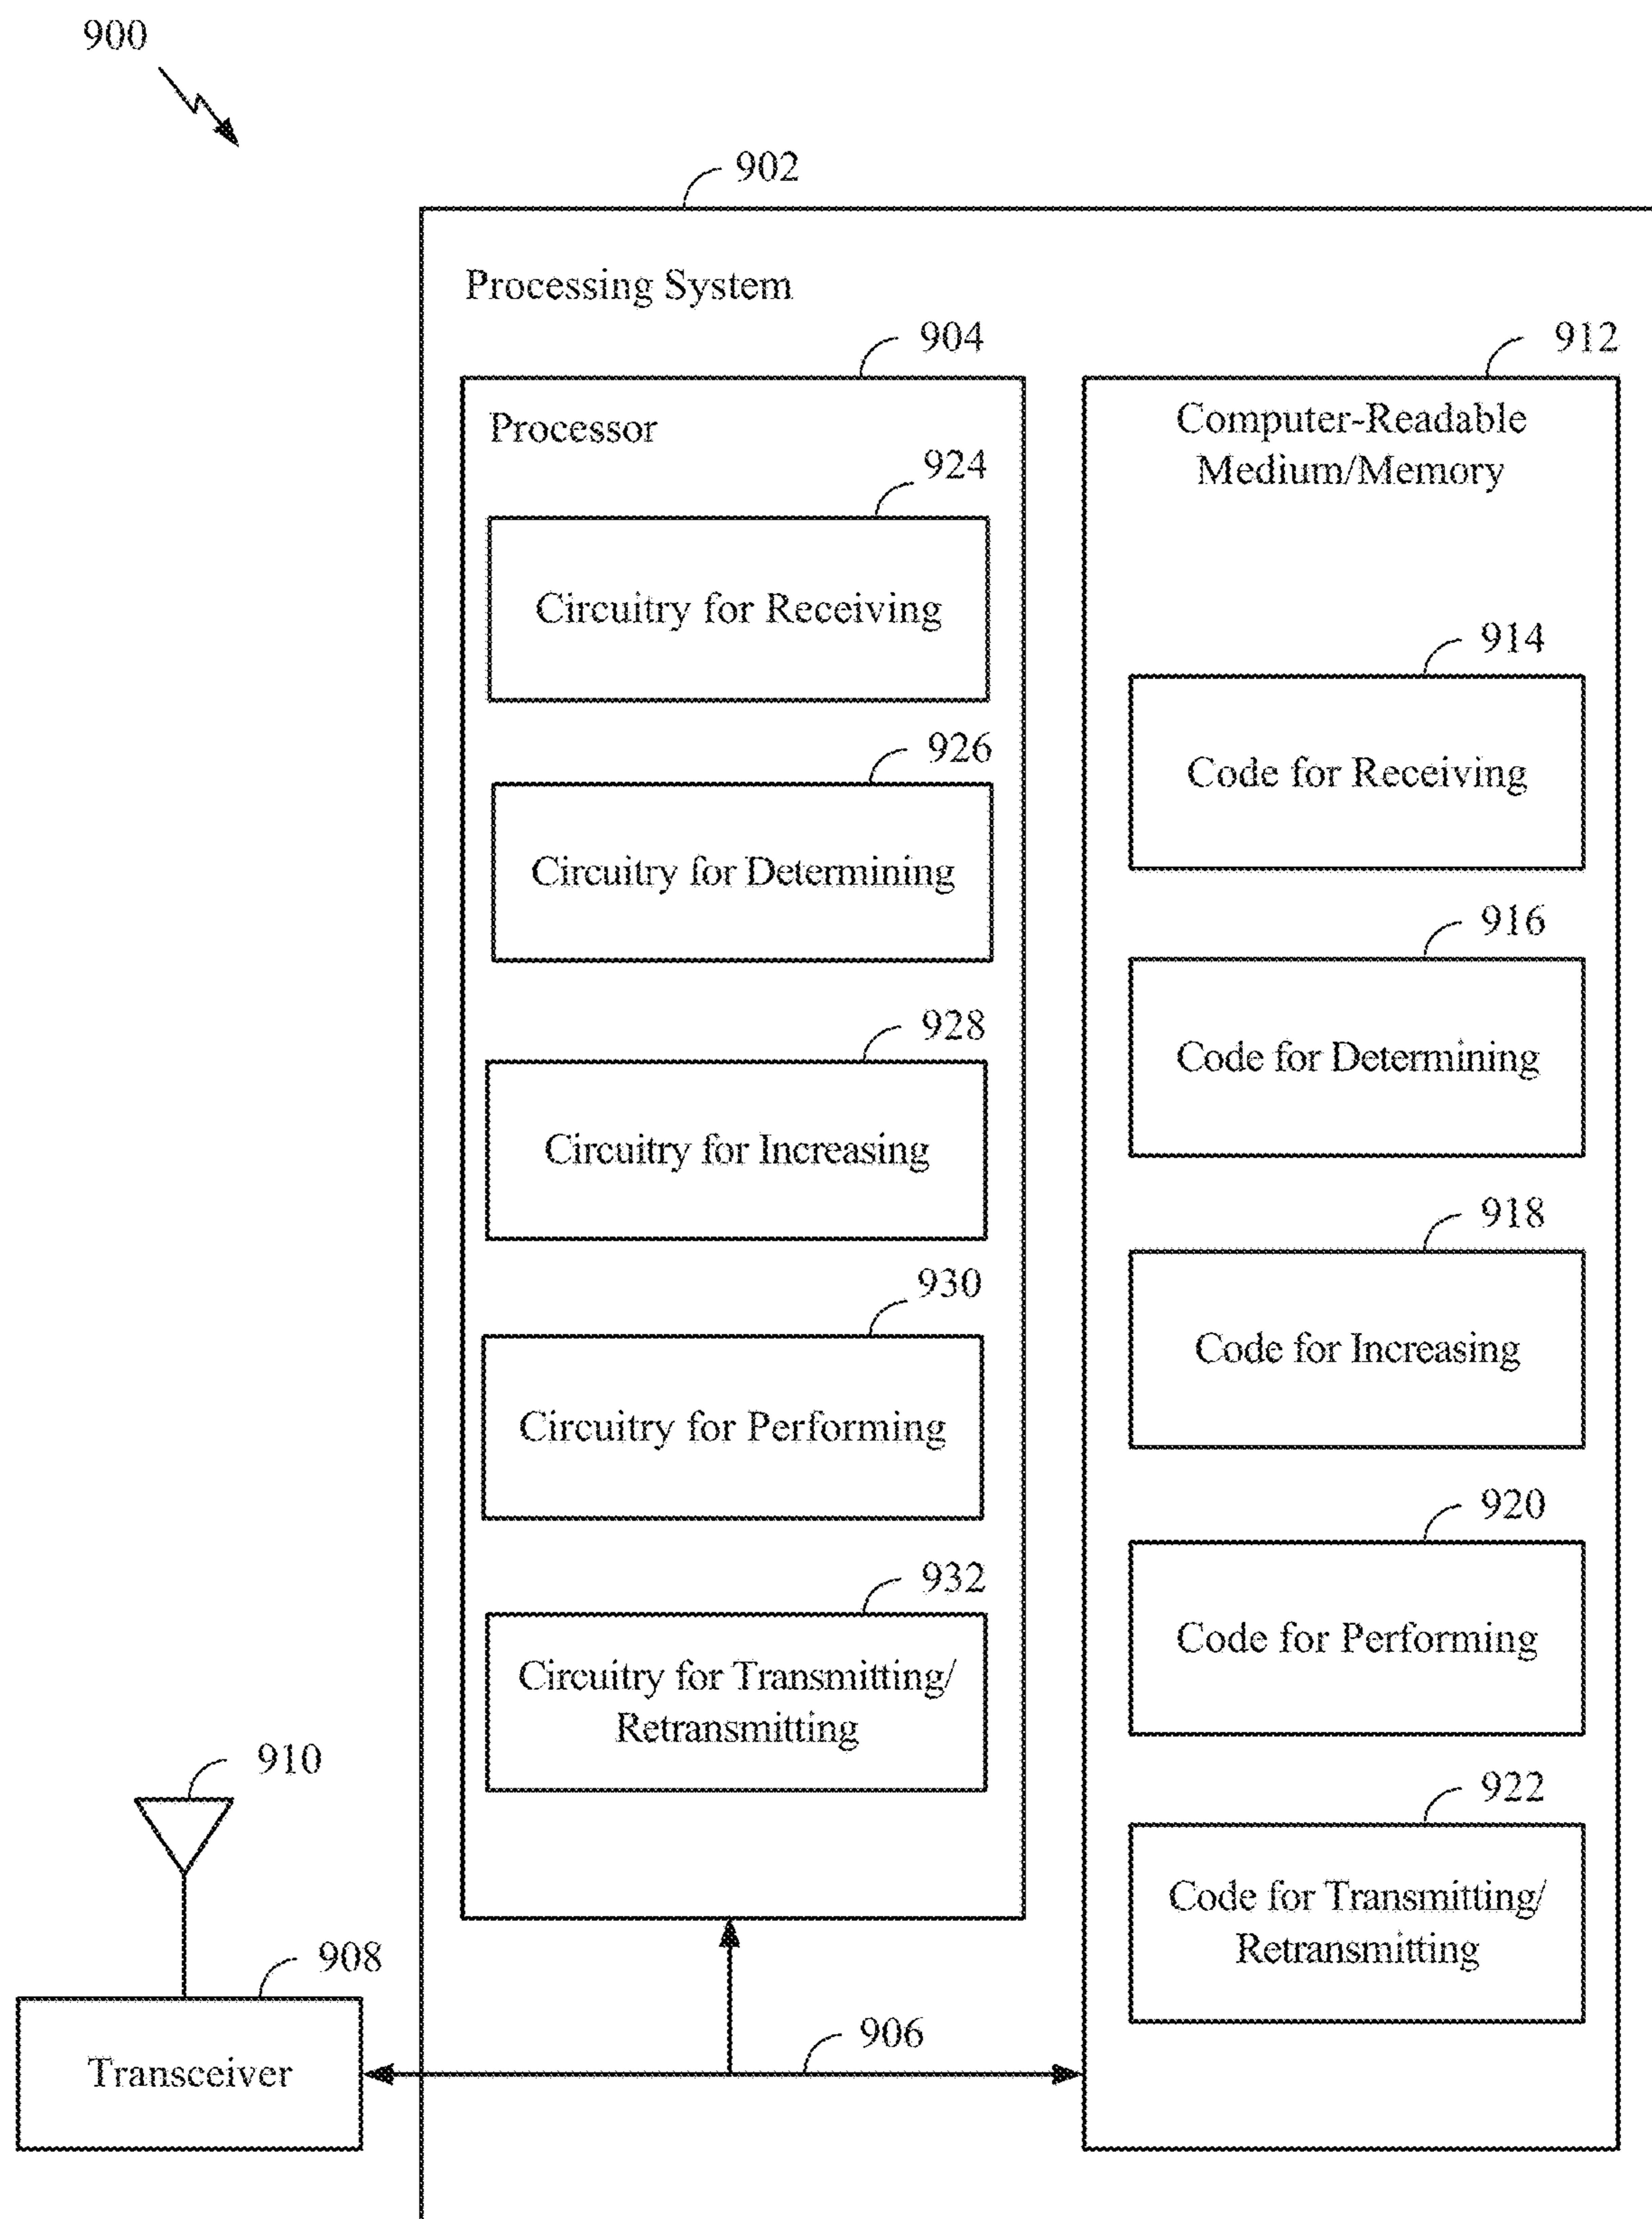 900
902
Processing System
904
Processor
924
Circuitry for Receiving
926
Circuitry for Determining
928
Circuitry for Increasing
930
Circuitry for Performing
932
Circuitry for Transmitting/
Retransmitting
912
Computer-Readable
Medium/Memory
914
Code for Receiving
916
Code for Determining
918
Code for Increasing
920
Code for Performing
922
Code for Transmitting/
Retransmitting
910
908
Transceiver
906